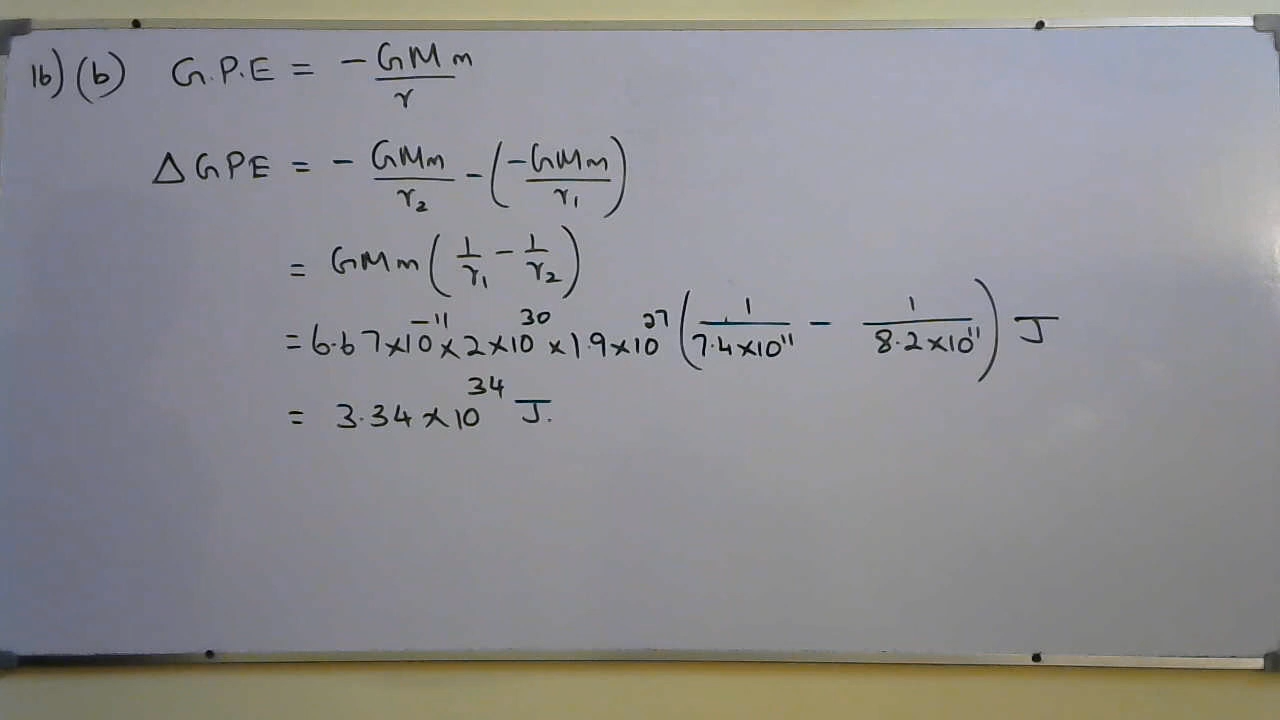 16) (b) G.P.E = - GMm / r
Δ GPE = - GMm / r₂ - ( - GMm / r₁ )
= GMm ( 1 / r₁ - 1 / r₂ )
= 6.67 x 10⁻¹¹ x 2 x 10³⁰ x 1.9 x 10²⁷ ( 1 / 7.4 x 10¹¹ - 1 / 8.2 x 10¹¹ ) J
= 3.34 x 10³⁴ J.